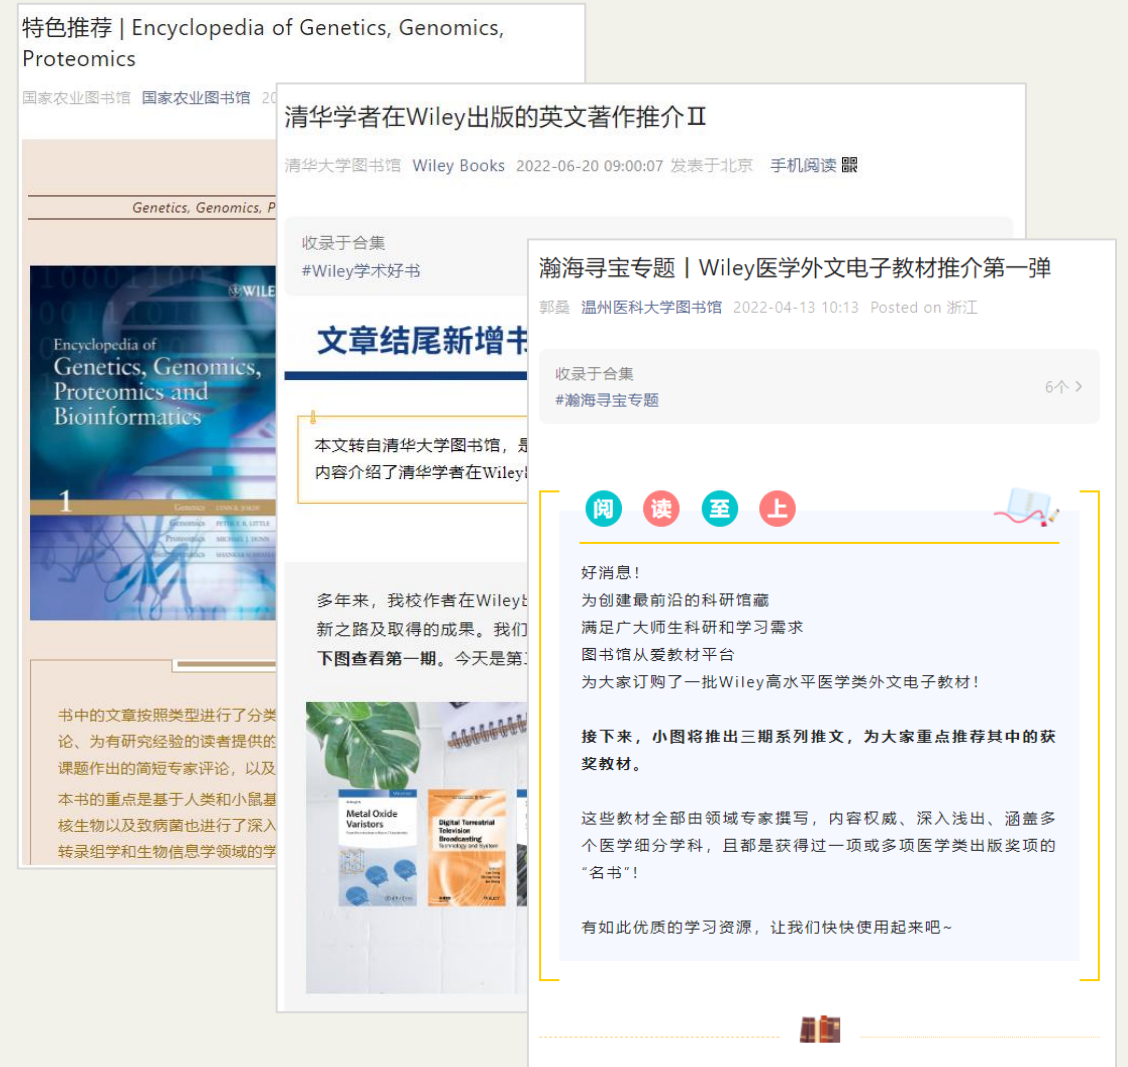 特色推荐 | Encyclopedia of Genetics, Genomics,
Proteomics
国家农业图书馆 国家农业图书馆 20
Genetics, Genomics, P
WILE
Encyclopedia of
Genetics, Genomics,
Proteomics and
Bioinformatics
1
Genetics
Genomics PETER F. R. LITTLE
Proteomics MICHAEL J. DUNN
书中的文章按照类型进行了分类
论、为有研究经验的读者提供的
课题作出的简短专家评论，以及
本书的重点是基于人类和小鼠基
核生物以及致病菌也进行了深入
转录组学和生物信息学领域的学
清华学者在Wiley出版的英文著作推介Ⅱ
清华大学图书馆 Wiley Books 2022-06-20 09:00:07 发表于北京 手机阅读
收录于合集
#Wiley学术好书
文章结尾新增书
本文转自清华大学图书馆，是
内容介绍了清华学者在Wiley
多年来，我校作者在Wiley出
新之路及取得的成果。我们
下图查看第一期。今天是第二
Metal Oxide
Varistors
Digital Terrestrial
Television
Broadcasting
Technology and System
WILEY
瀚海寻宝专题丨Wiley医学外文电子教材推介第一弹
郭燊 温州医科大学图书馆 2022-04-13 10:13 Posted on 浙江
收录于合集
#瀚海寻宝专题
6个
阅读至上
好消息！
为创建最前沿的科研馆藏
满足广大师生科研和学习需求
图书馆从爱教材平台
为大家订购了一批Wiley高水平医学类外文电子教材！
接下来，小图将推出三期系列推文，为大家重点推荐其中的获
奖教材。
这些教材全部由领域专家撰写，内容权威、深入浅出、涵盖多
个医学细分学科，且都是获得过一项或多项医学类出版奖项的
“名书”！
有如此优质的学习资源，让我们快快使用起来吧~